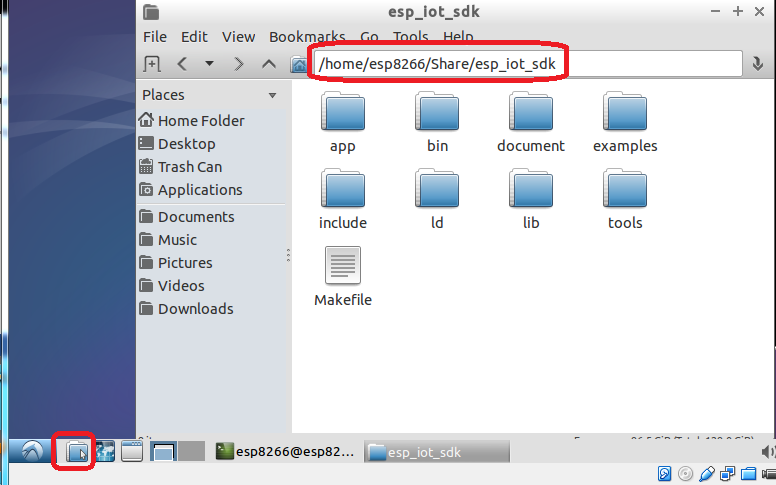 esp_iot_sdk
File Edit View Bookmarks Go Tools Help
/home/esp8266/Share/esp_iot_sdk
Places
Home Folder
Desktop
Trash Can
Applications
Documents
Music
Pictures
Videos
Downloads
app bin document examples
include ld lib tools
Makefile
esp8266@esp82... esp_iot_sdk